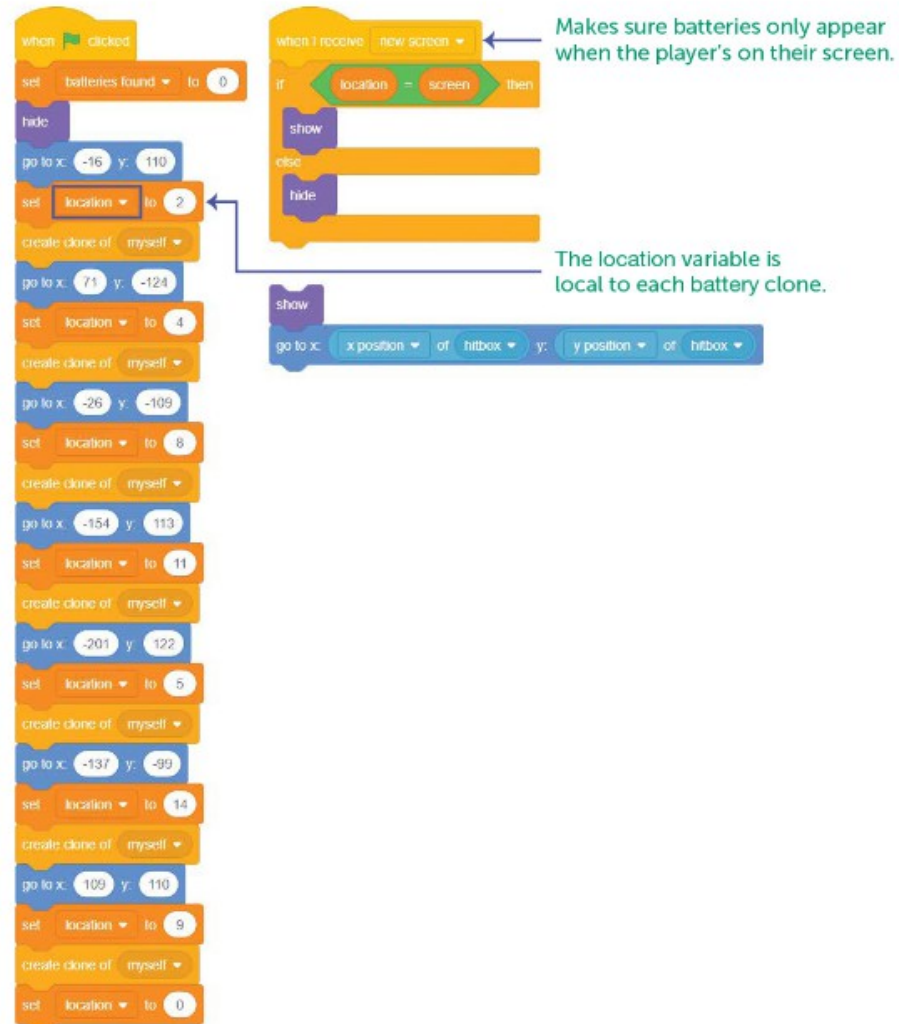 when clicked
set batteries found to 0
hide
go to x: -16 y: 110
set location to 2
create clone of myself
go to x: 71 y: -124
set location to 4
create clone of myself
go to x: -26 y: -109
set location to 8
create clone of myself
go to x: -154 y: 113
set location to 11
create clone of myself
go to x: -201 y: 122
set location to 5
create clone of myself
go to x: -137 y: -99
set location to 14
create clone of myself
go to x: 109 y: 110
set location to 9
create clone of myself
set location to 0
when I receive new screen
if location = screen then
show
else
hide
Makes sure batteries only appear
when the player's on their screen.
The location variable is
local to each battery clone.
show
go to x: x position of hitbox y: y position of hitbox